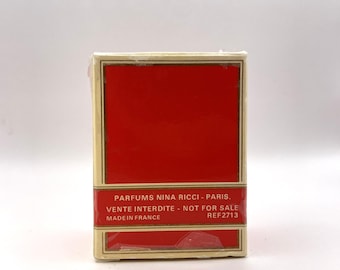 PARFUMS NINA RICCI - PARIS.
VENTE INTERDITE - NOT FOR SALE
MADE IN FRANCE REF2713